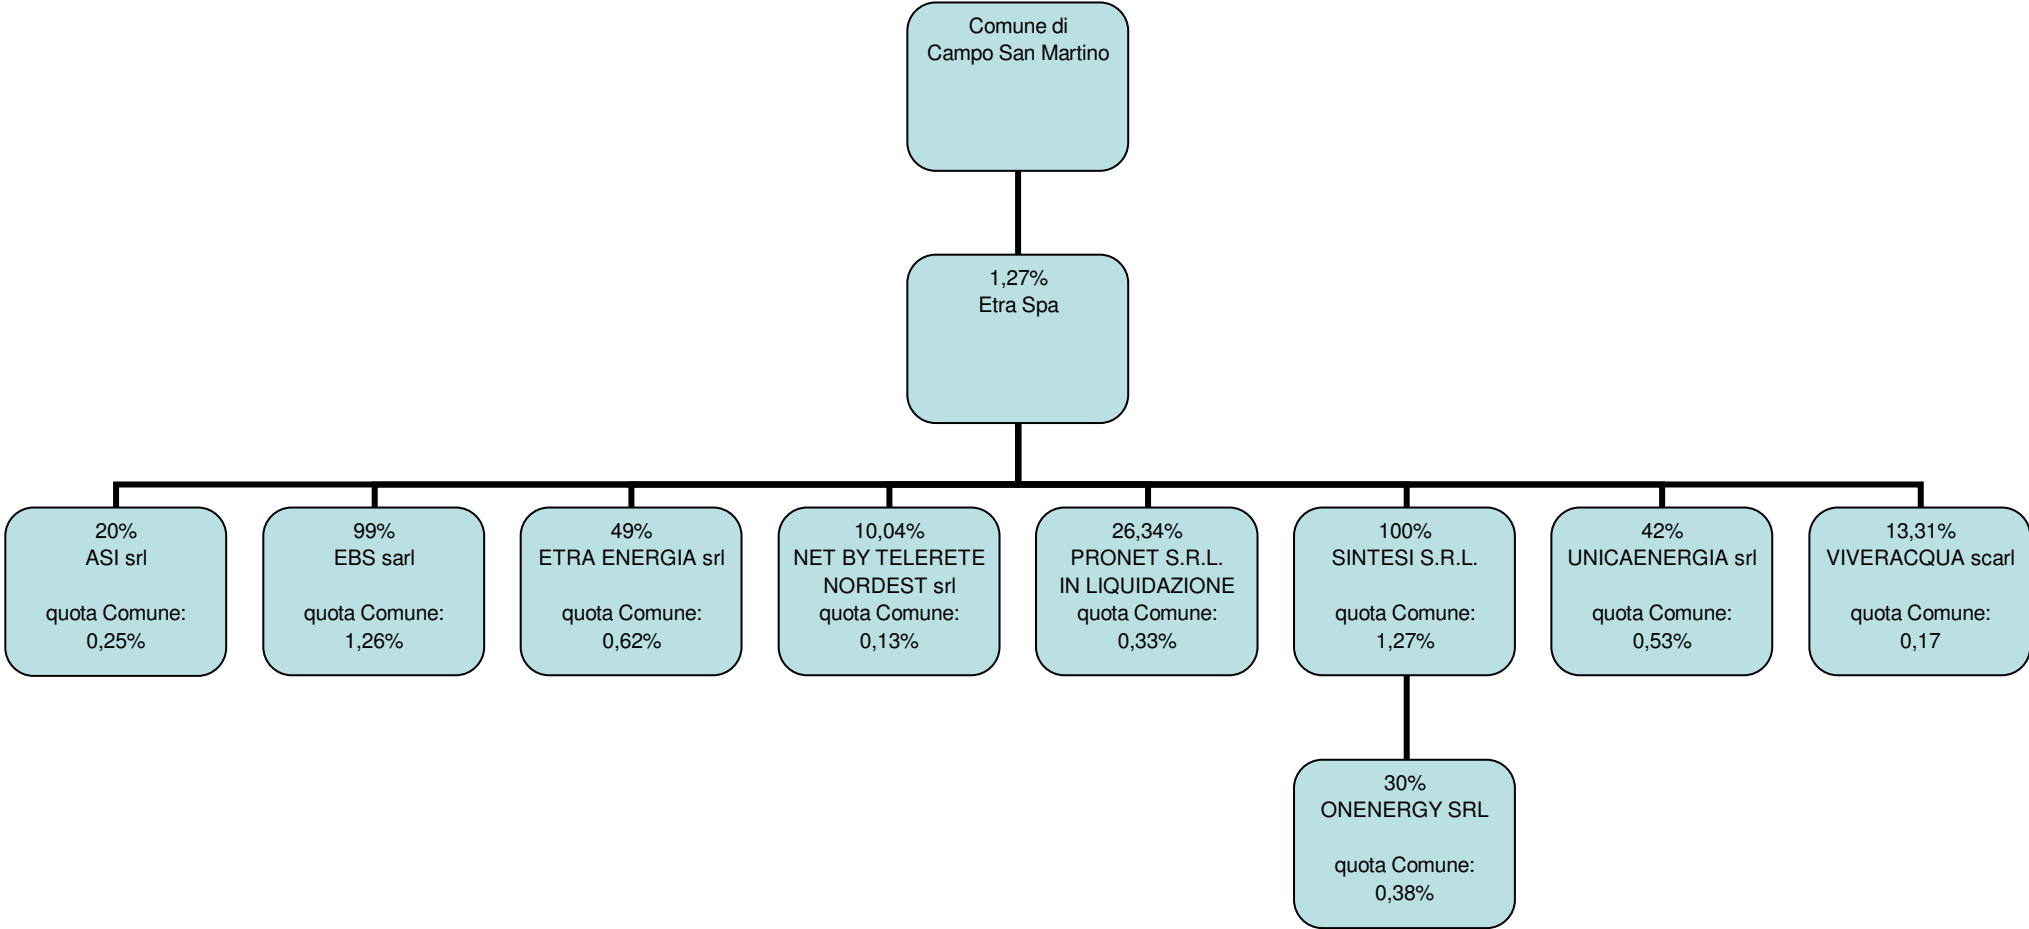 Comune di
Campo San Martino
1,27%
Etra Spa
20%
ASI srl
quota Comune:
0,25%
99%
EBS sarl
quota Comune:
1,26%
49%
ETRA ENERGIA srl
quota Comune:
0,62%
10,04%
NET BY TELERETE
NORDEST srl
quota Comune:
0,13%
26,34%
PRONET S.R.L.
IN LIQUIDAZIONE
quota Comune:
0,33%
100%
SINTESI S.R.L.
quota Comune:
1,27%
42%
UNICAENERGIA srl
quota Comune:
0,53%
13,31%
VIVERACQUA scarl
quota Comune:
0,17
30%
ONENERGY SRL
quota Comune:
0,38%